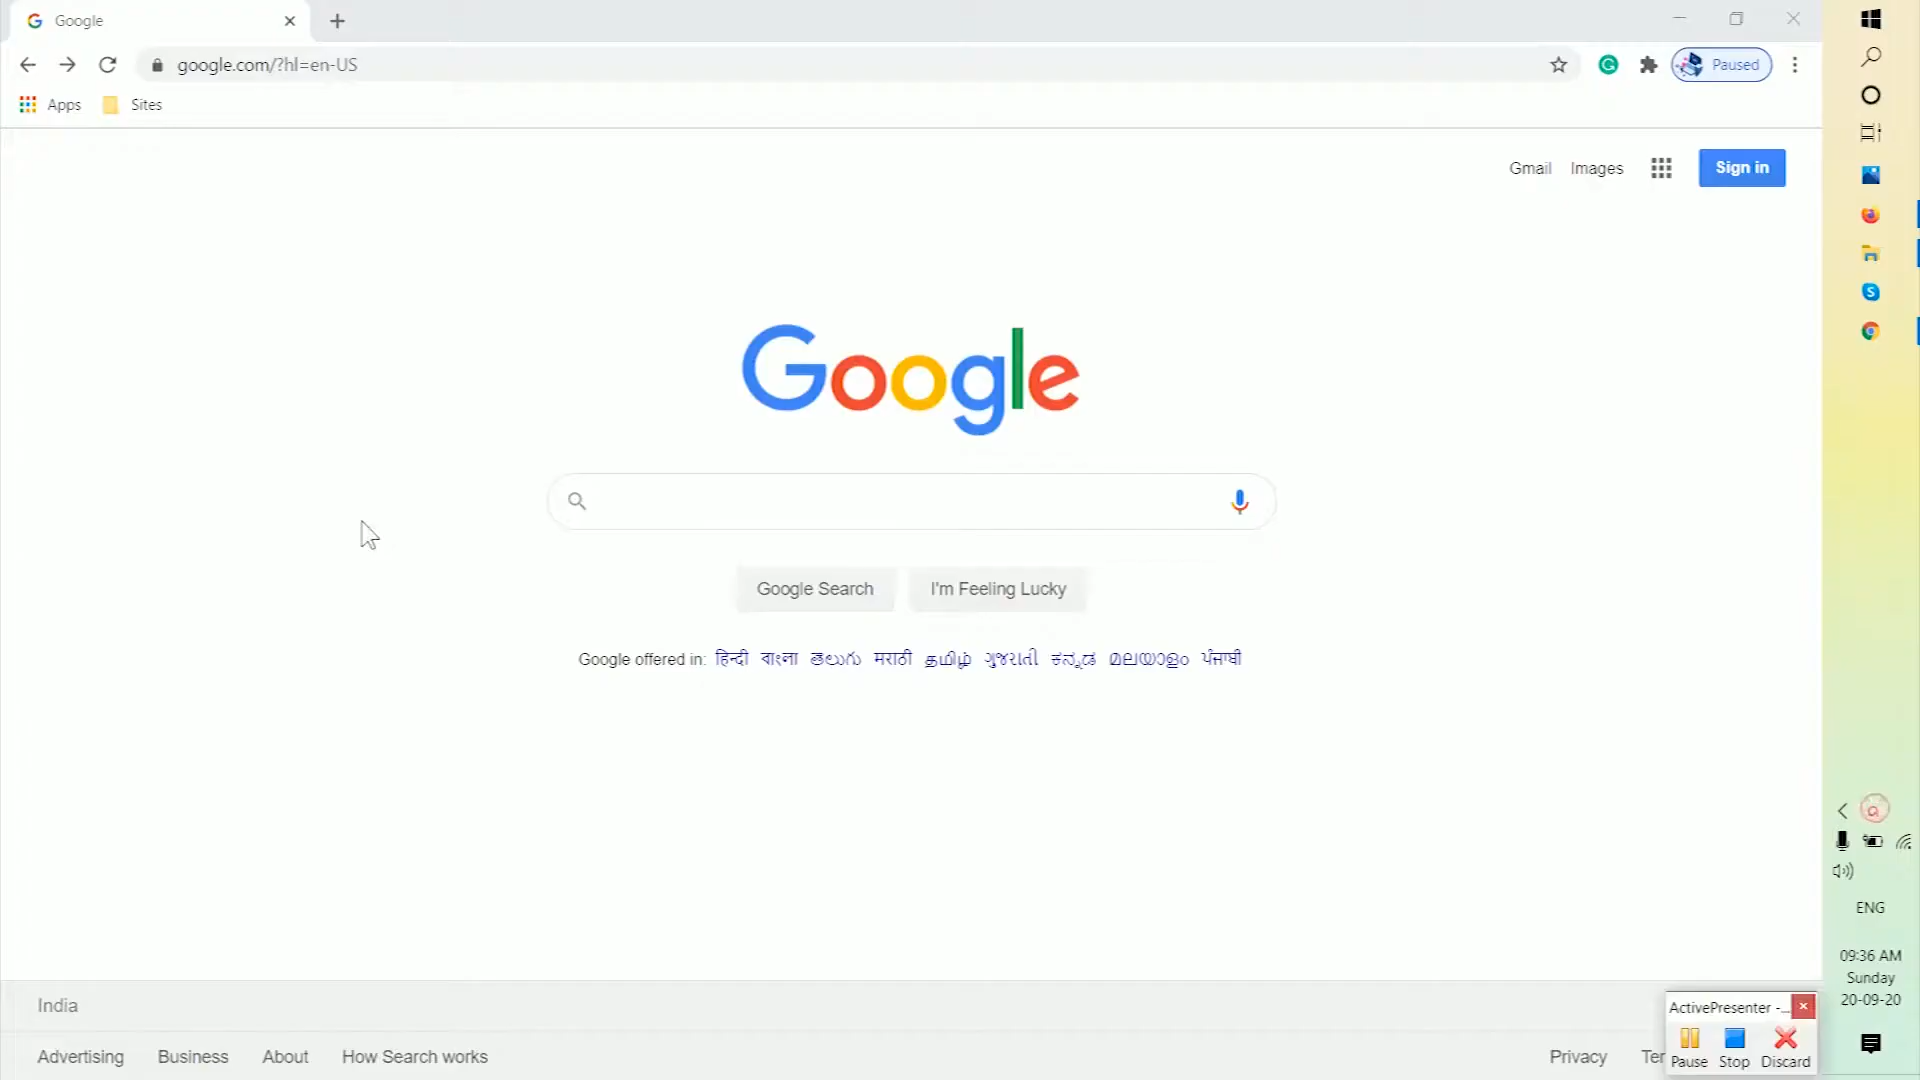 Google
google.com/?hl=en-US
Paused
Apps
Sites
Gmail
Images
Sign in
Google
Google Search
I'm Feeling Lucky
Google offered in: हिन्दी বাংলা తెలుగు मराठी தமிழ் ગુજરાતી ಕನ್ನಡ മലയാളം ਪੰਜਾਬੀ
India
Advertising
Business
About
How Search works
Privacy
Ter
ActivePresenter -...
Pause
Stop
Discard
ENG
09:36 AM
Sunday
20-09-20